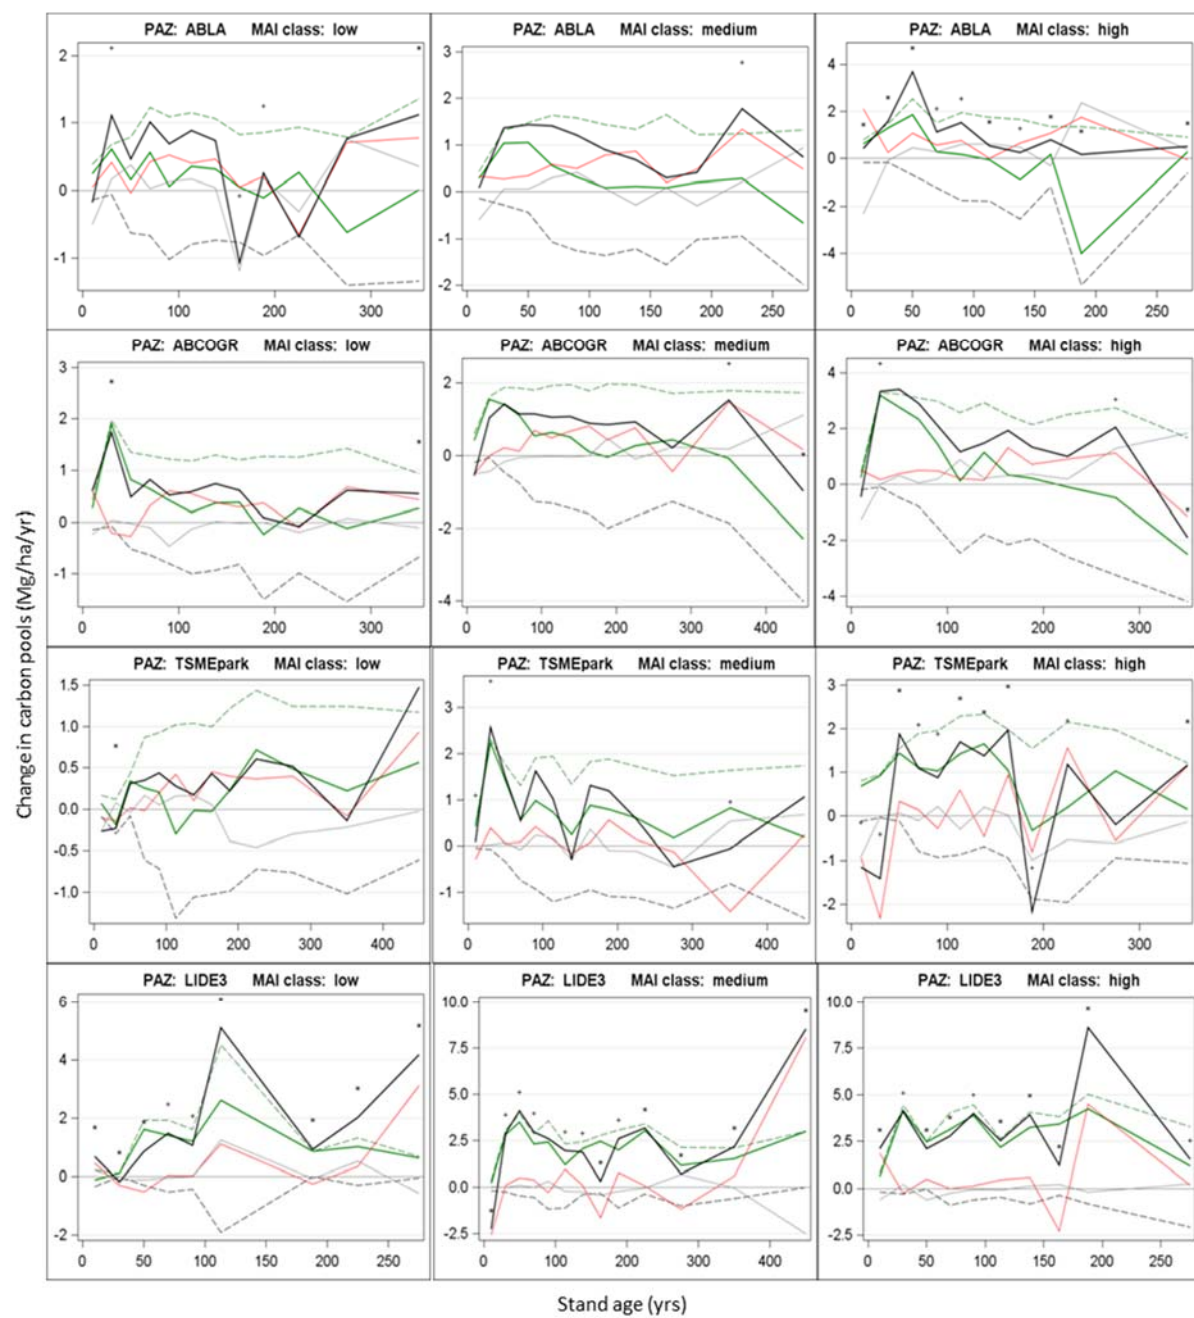 PAZ: ABLA MAI class: low
2
1
0
-1
0 100 200 300
PAZ: ABLA MAI class: medium
3
2
1
0
-1
-2
0 50 100 150 200 250
PAZ: ABLA MAI class: high
4
2
0
-2
-4
0 50 100 150 200 250
PAZ: ABCOGR MAI class: low
3
2
1
0
-1
0 100 200 300
PAZ: ABCOGR MAI class: medium
2
0
-2
-4
0 100 200 300 400
PAZ: ABCOGR MAI class: high
4
2
0
-2
-4
0 100 200 300
Change in carbon pools (Mg/ha/yr)
PAZ: TSMEpark MAI class: low
1.5
1.0
0.5
0.0
-0.5
-1.0
0 100 200 300 400
PAZ: TSMEpark MAI class: medium
3
2
1
0
-1
0 100 200 300 400
PAZ: TSMEpark MAI class: high
3
2
1
0
-1
-2
0 100 200 300
PAZ: LIDE3 MAI class: low
6
4
2
0
-2
0 50 100 150 200 250
PAZ: LIDE3 MAI class: medium
10.0
7.5
5.0
2.5
0.0
-2.5
0 100 200 300 400
PAZ: LIDE3 MAI class: high
10.0
7.5
5.0
2.5
0.0
-2.5
0 50 100 150 200 250
Stand age (yrs)